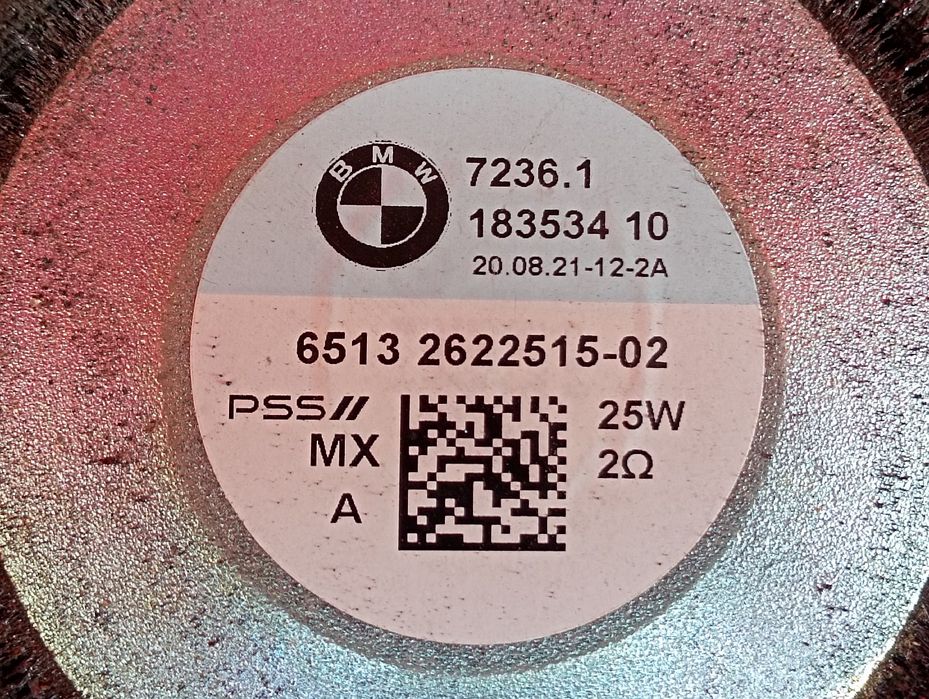 BMW
7236.1
183534 10
20.08.21-12-2A
6513 2622515-02
PSS//
25W
MX
2Ω
A